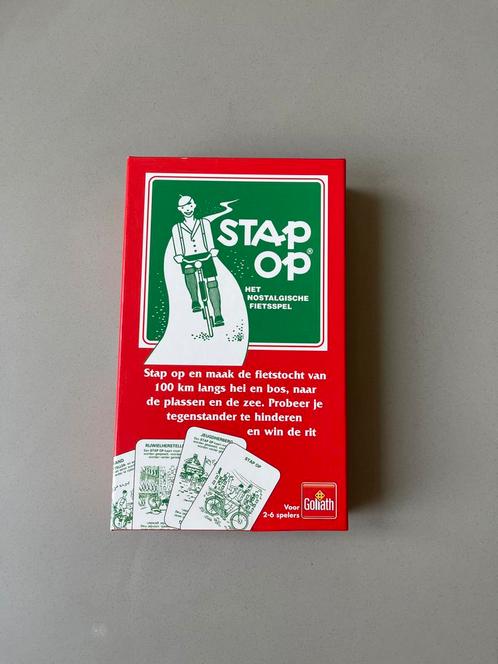 STAP
OP®
HET
NOSTALGISCHE
FIETSSPEL
Stap op en maak de fietstocht van
100 km langs hei en bos, naar
de plassen en de zee. Probeer je
tegenstander te hinderen
en win de rit
RIJWIELHERSTELLER
JEUGDHERBERG
STAP OP
Voor
2-6 spelers
Goliath